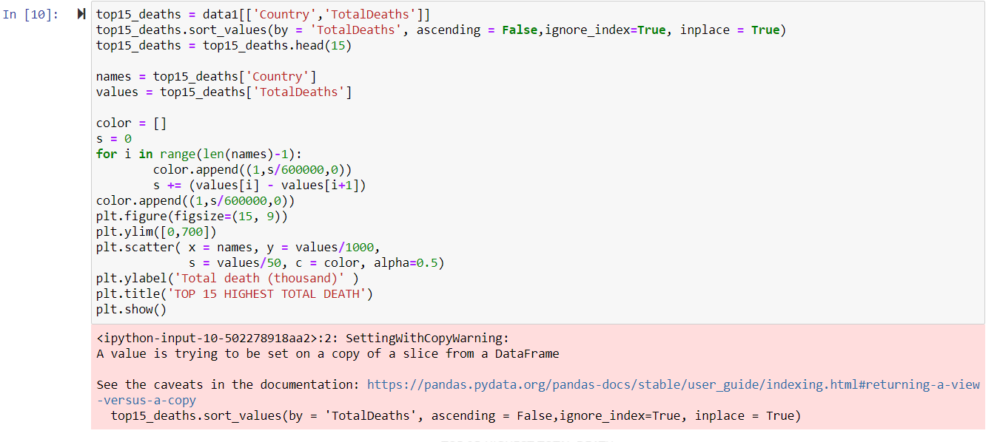 In [10]: top15_deaths = data1[['Country','TotalDeaths']]
top15_deaths.sort_values(by = 'TotalDeaths', ascending = False,ignore_index=True, inplace = True)
top15_deaths = top15_deaths.head(15)
names = top15_deaths['Country']
values = top15_deaths['TotalDeaths']
color = []
s = 0
for i in range(len(names)-1):
        color.append((1,s/600000,0))
        s += (values[i] - values[i+1])
color.append((1,s/600000,0))
plt.figure(figsize=(15, 9))
plt.ylim([0,700])
plt.scatter( x = names, y = values/1000,
             s = values/50, c = color, alpha=0.5)
plt.ylabel('Total death (thousand)' )
plt.title('TOP 15 HIGHEST TOTAL DEATH')
plt.show()
<ipython-input-10-502278918aa2>:2: SettingWithCopyWarning:
A value is trying to be set on a copy of a slice from a DataFrame
See the caveats in the documentation: https://pandas.pydata.org/pandas-docs/stable/user_guide/indexing.html#returning-a-view
-versus-a-copy
  top15_deaths.sort_values(by = 'TotalDeaths', ascending = False,ignore_index=True, inplace = True)